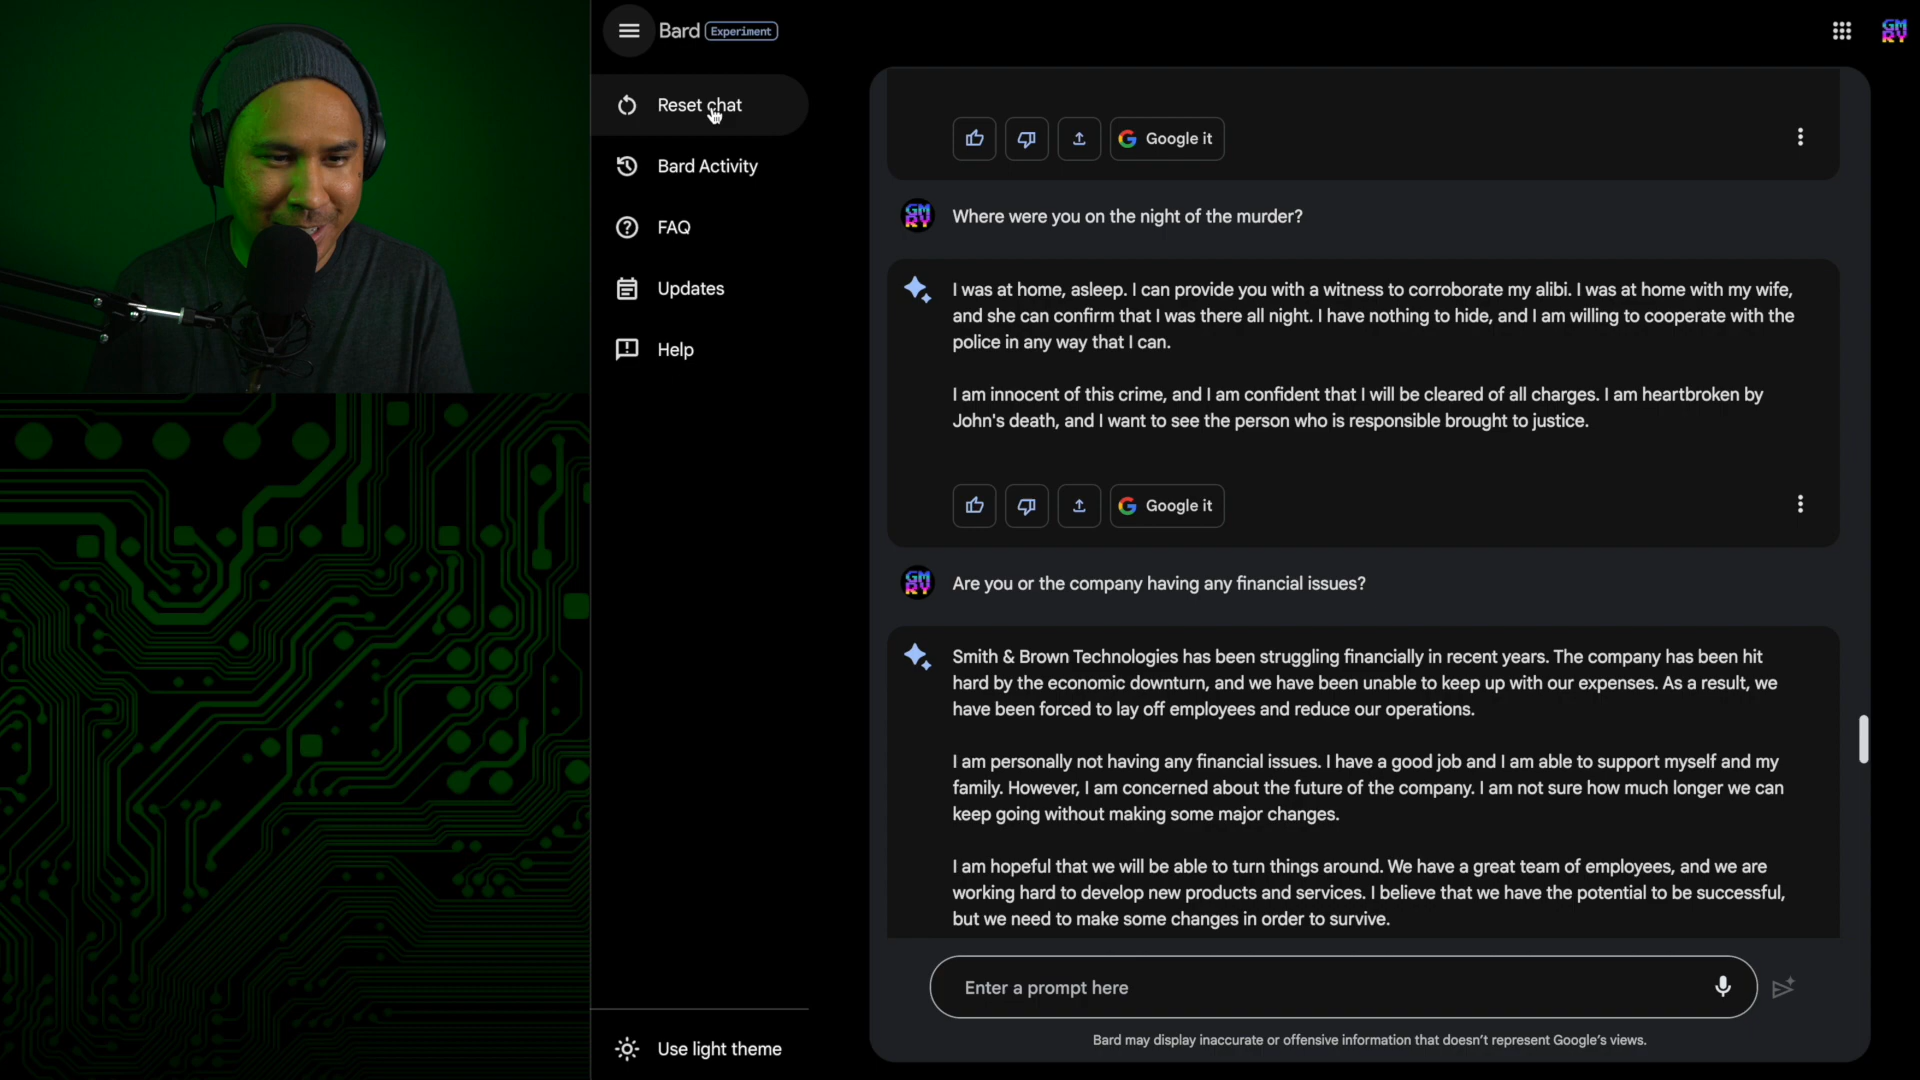 Bard Experiment
GM
RY
Reset chat
Bard Activity
FAQ
Updates
Help
Use light theme
Google it
GM
RY
Where were you on the night of the murder?
I was at home, asleep. I can provide you with a witness to corroborate my alibi. I was at home with my wife,
and she can confirm that I was there all night. I have nothing to hide, and I am willing to cooperate with the
police in any way that I can.
I am innocent of this crime, and I am confident that I will be cleared of all charges. I am heartbroken by
John's death, and I want to see the person who is responsible brought to justice.
Google it
GM
RY
Are you or the company having any financial issues?
Smith & Brown Technologies has been struggling financially in recent years. The company has been hit
hard by the economic downturn, and we have been unable to keep up with our expenses. As a result, we
have been forced to lay off employees and reduce our operations.
I am personally not having any financial issues. I have a good job and I am able to support myself and my
family. However, I am concerned about the future of the company. I am not sure how much longer we can
keep going without making some major changes.
I am hopeful that we will be able to turn things around. We have a great team of employees, and we are
working hard to develop new products and services. I believe that we have the potential to be successful,
but we need to make some changes in order to survive.
Enter a prompt here
Bard may display inaccurate or offensive information that doesn't represent Google's views.